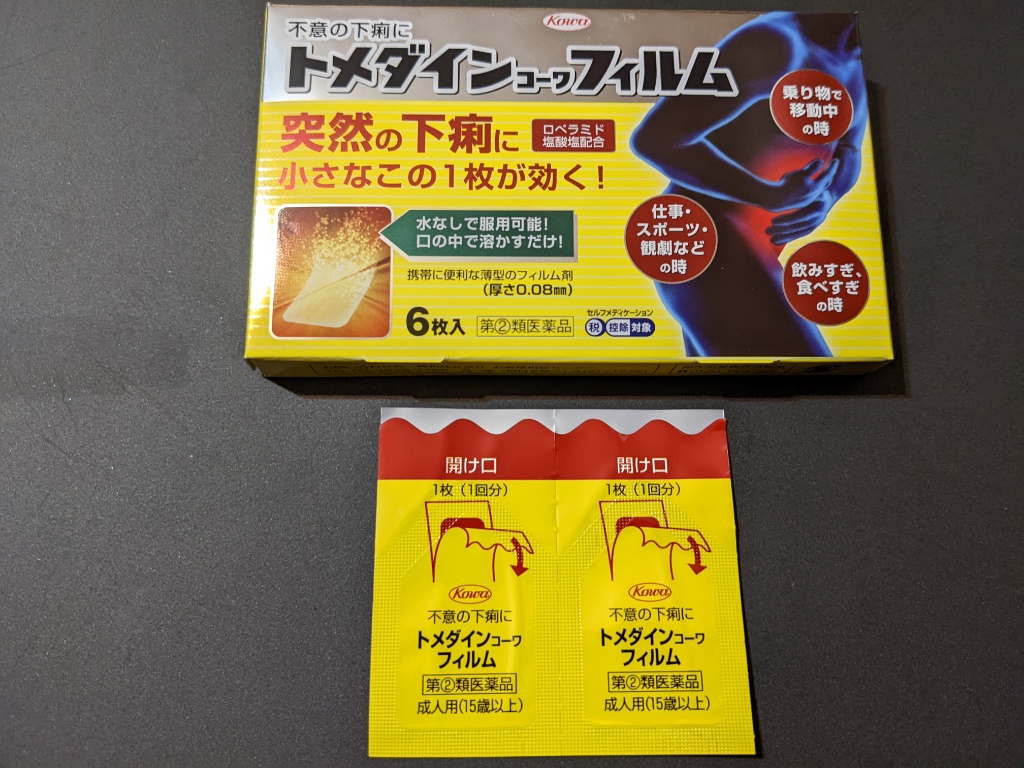 Kowa
不意の下痢に
トメダインコーワフィルム
突然の下痢に
ロペラミド
塩酸塩配合
小さなこの1枚が効く!
水なしで服用可能!
口の中で溶かすだけ!
携帯に便利な薄型のフィルム剤
(厚さ0.08mm)
6枚入
指②類医薬品
セルフメディケーション
税 控除 対象
乗り物で
移動中
の時
仕事・
スポーツ・
観劇など
の時
飲みすぎ、
食べすぎ
の時
開け口
1枚(1回分)
Kowa
不意の下痢に
トメダインコーワ
フィルム
指②類医薬品
成人用(15歳以上)
開け口
1枚(1回分)
Kowa
不意の下痢に
トメダインコーワ
フィルム
指②類医薬品
成人用(15歳以上)